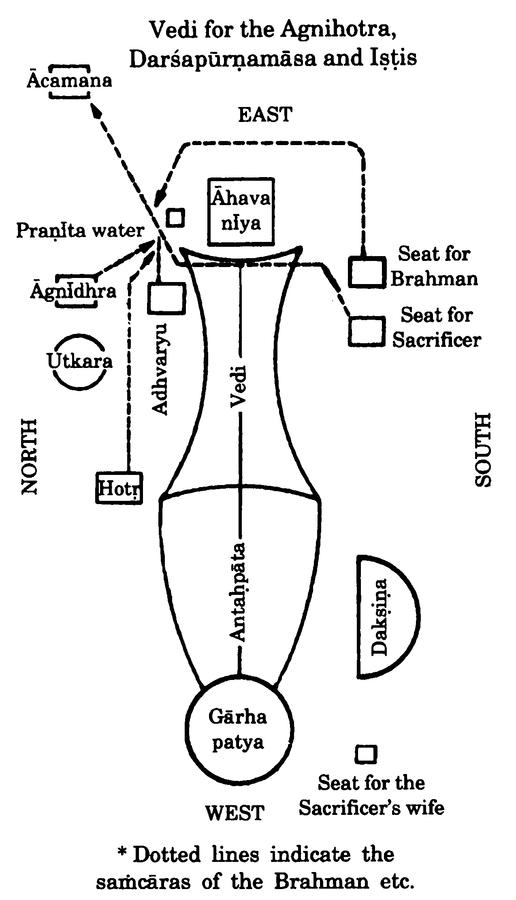 Vedi for the Agnihotra,
Darśapūrṇamāsa and Iṣṭis
Ācamana
EAST
Āhava
nīya
Praṇīta water
Seat for
Brahman
Āgnīdhra
Seat for
Sacrificer
Utkara
Adhvaryu
Vedi
NORTH
SOUTH
Hotṛ
Antaḥpāta
Dakṣiṇa
Gārha
patya
Seat for the
Sacrificer's wife
WEST
* Dotted lines indicate the
saṁcāras of the Brahman etc.